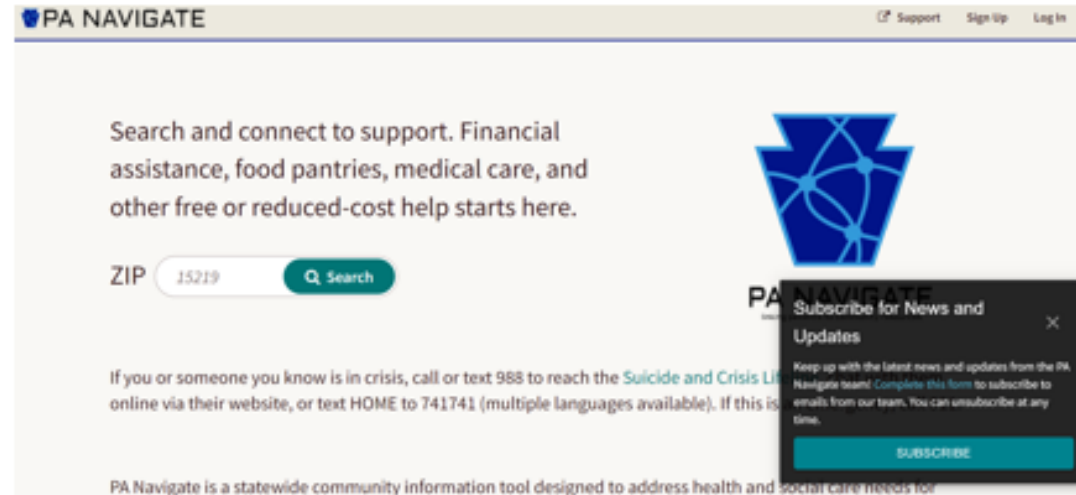 PA NAVIGATE
Support Sign Up Log In
Search and connect to support. Financial
assistance, food pantries, medical care, and
other free or reduced-cost help starts here.
ZIP 15219 Search
PA NAVIGATE
If you or someone you know is in crisis, call or text 988 to reach the Suicide and Crisis
online via their website, or text HOME to 741741 (multiple languages available). If this is
PA Navigate is a statewide community information tool designed to address health and social care needs for
Subscribe for News and
Updates
Keep up with the latest news and updates from the PA
Navigate team! Complete this form to subscribe to
emails from our team. You can unsubscribe at any
time.
SUBSCRIBE